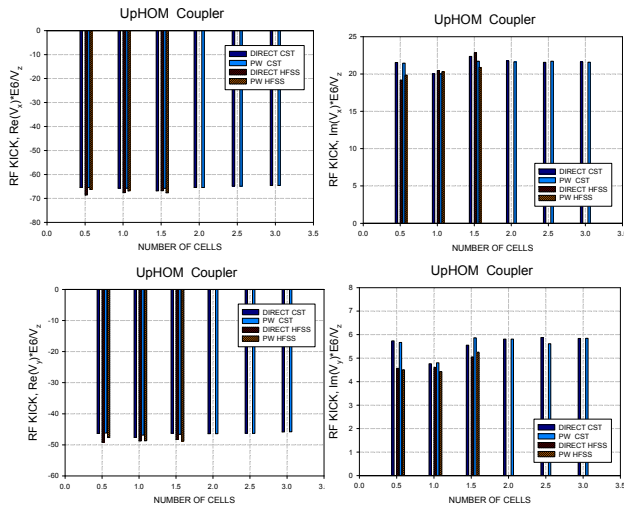 UpHOM Coupler
RF KICK, Re(Vx)*E6/Vz
0
-10
-20
-30
-40
-50
-60
-70
-80
DIRECT CST
PW CST
DIRECT HFSS
PW HFSS
0.0 0.5 1.0 1.5 2.0 2.5 3.0 3.5
NUMBER OF CELLS
UpHOM Coupler
RF KICK, Im(Vx)*E6/Vz
25
20
15
10
5
0
DIRECT CST
PW CST
DIRECT HFSS
PW HFSS
0.0 0.5 1.0 1.5 2.0 2.5 3.0 3.5
NUMBER OF CELLS
UpHOM Coupler
RF KICK, Re(Vy)*E6/Vz
0
-10
-20
-30
-40
-50
-60
DIRECT CST
PW CST
DIRECT HFSS
PW HFSS
0.0 0.5 1.0 1.5 2.0 2.5 3.0 3.
NUMBER OF CELLS
UpHOM Coupler
RF KICK, Im(Vy)*E6/Vz
8
7
6
5
4
3
2
1
0
DIRECT CST
PW CST
DIRECT HFSS
PW HFSS
0.0 0.5 1.0 1.5 2.0 2.5 3.0 3.5
NUMBER OF CELLS